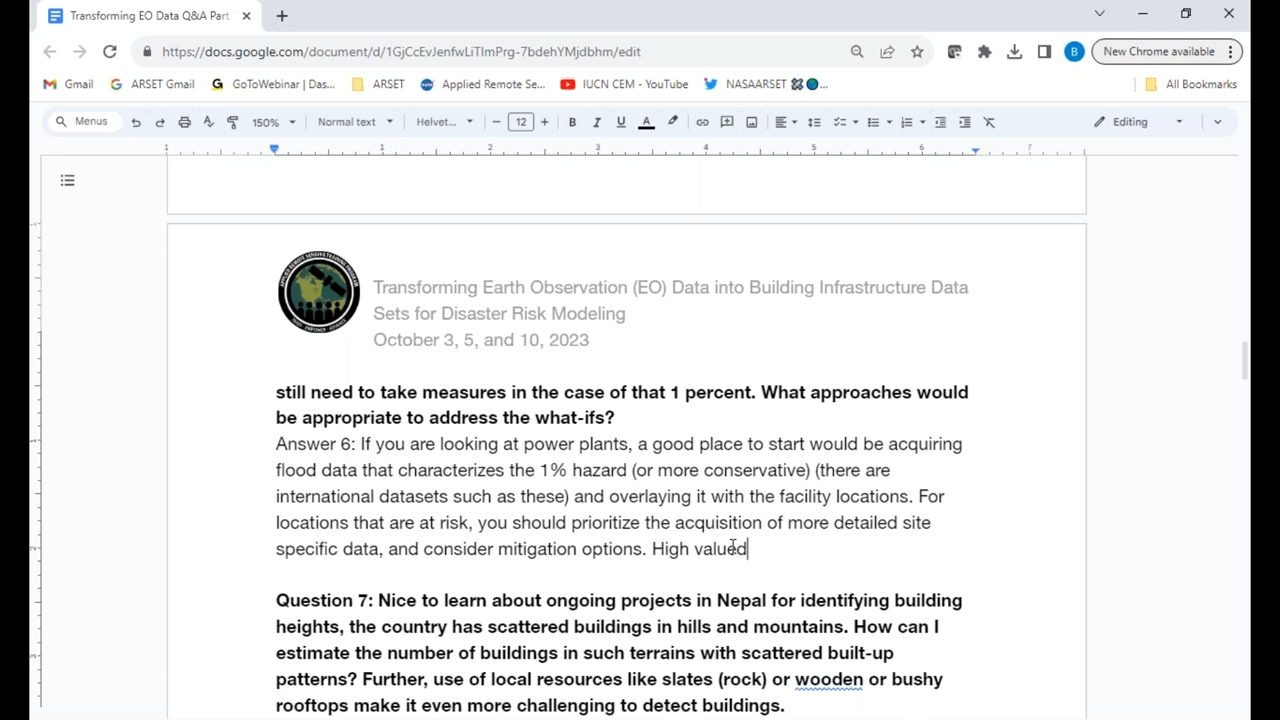 Transforming EO Data Q&A Part
https://docs.google.com/document/d/1GjCcEvJenfwLiTlmPrg-7bdehYMjdbhm/edit
B
New Chrome available
Gmail
ARSET Gmail
GoToWebinar | Das...
ARSET
Applied Remote Se...
IUCN CEM - YouTube
NASAARSET
All Bookmarks
Menus
150%
Normal text
Helvet...
12
B I U A
Editing
1 1 2 3 4 5 6 7
Transforming Earth Observation (EO) Data into Building Infrastructure Data
Sets for Disaster Risk Modeling
October 3, 5, and 10, 2023
still need to take measures in the case of that 1 percent. What approaches would
be appropriate to address the what-ifs?
Answer 6: If you are looking at power plants, a good place to start would be acquiring
flood data that characterizes the 1% hazard (or more conservative) (there are
international datasets such as these) and overlaying it with the facility locations. For
locations that are at risk, you should prioritize the acquisition of more detailed site
specific data, and consider mitigation options. High valued
Question 7: Nice to learn about ongoing projects in Nepal for identifying building
heights, the country has scattered buildings in hills and mountains. How can I
estimate the number of buildings in such terrains with scattered built-up
patterns? Further, use of local resources like slates (rock) or wooden or bushy
rooftops make it even more challenging to detect buildings.